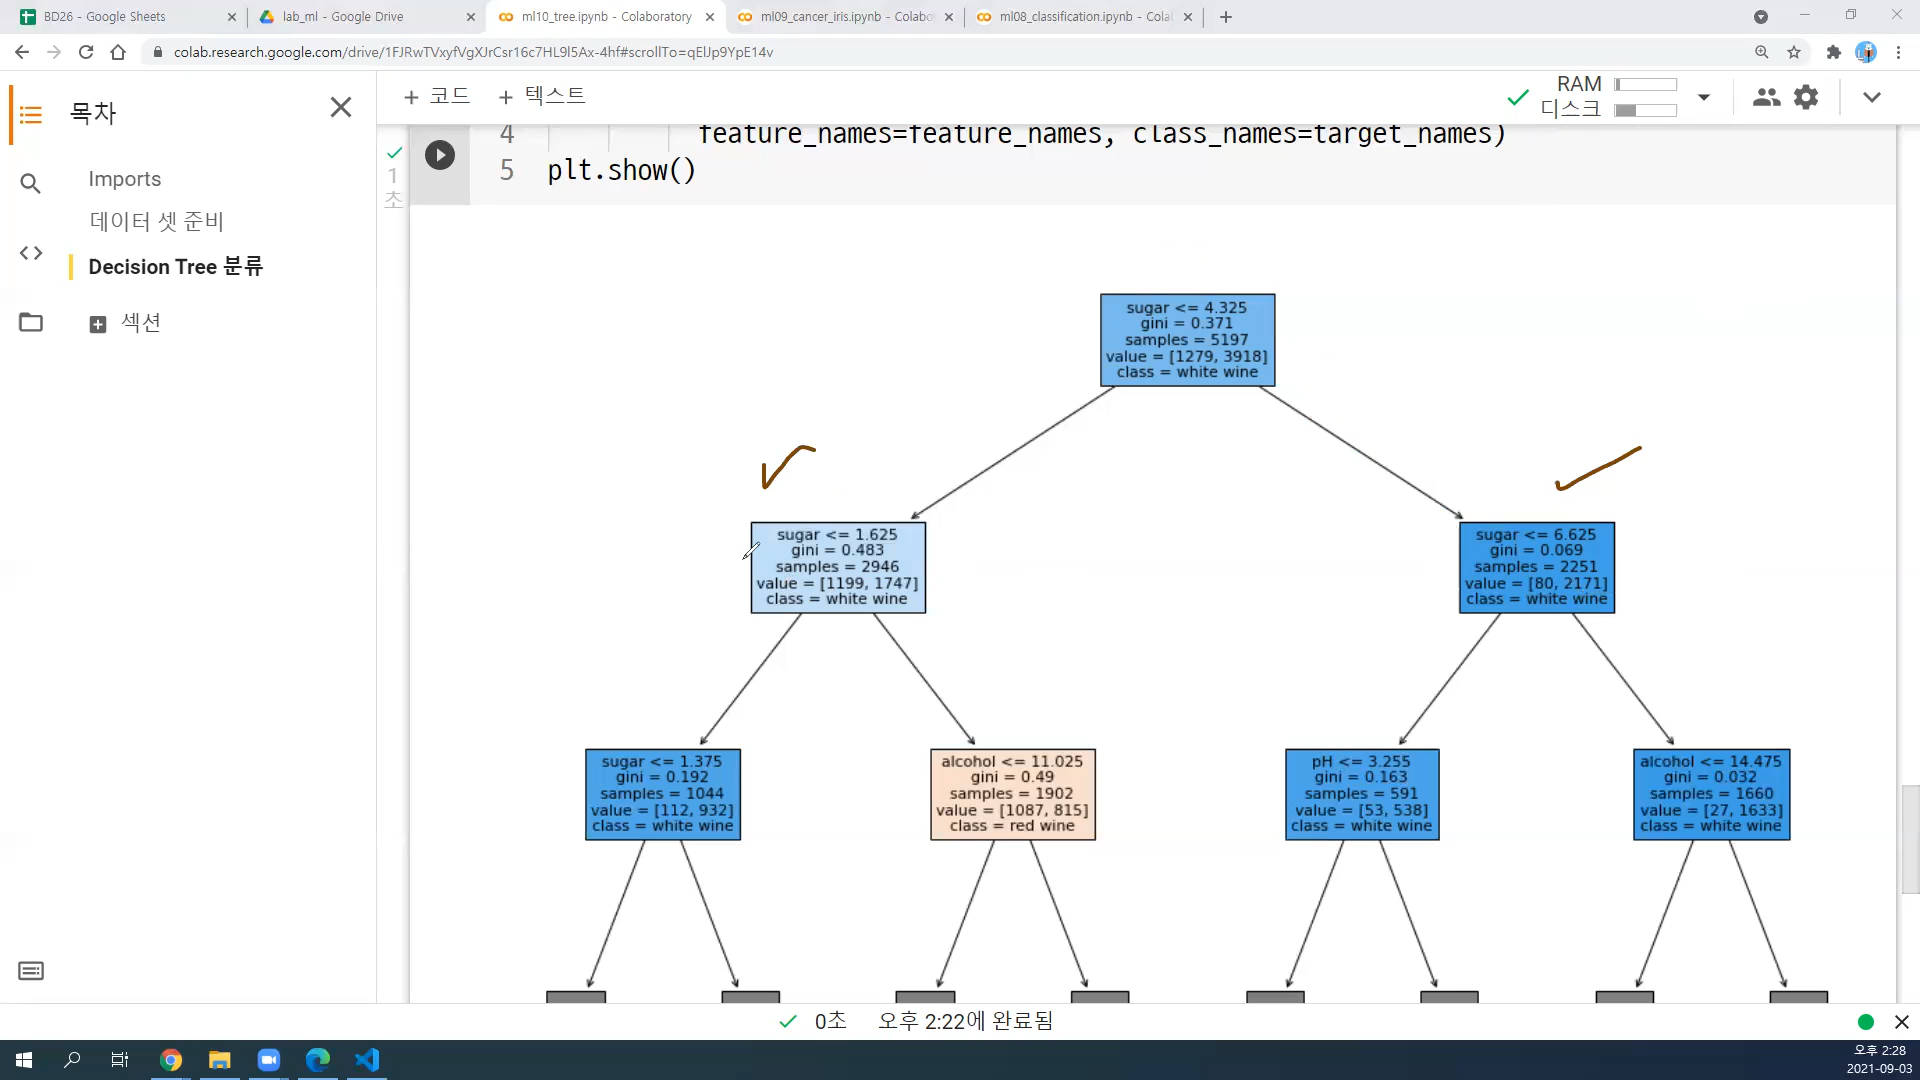 BD26 - Google Sheets
lab_ml - Google Drive
ml10_tree.ipynb - Colaboratory
ml09_cancer_iris.ipynb - Colabo
ml08_classification.ipynb - Cola
colab.research.google.com/drive/1FJRwTVxyfVgXJrCsr16c7HL9l5Ax-4hf#scrollTo=qElJp9YpE14v
목차
+ 코드 + 텍스트
RAM
디스크
Imports
데이터 셋 준비
Decision Tree 분류
섹션
1
초
4 feature_names=feature_names, class_names=target_names)
5 plt.show()
sugar <= 4.325
gini = 0.371
samples = 5197
value = [1279, 3918]
class = white wine
sugar <= 1.625
gini = 0.483
samples = 2946
value = [1199, 1747]
class = white wine
sugar <= 6.625
gini = 0.069
samples = 2251
value = [80, 2171]
class = white wine
sugar <= 1.375
gini = 0.192
samples = 1044
value = [112, 932]
class = white wine
alcohol <= 11.025
gini = 0.49
samples = 1902
value = [1087, 815]
class = red wine
pH <= 3.255
gini = 0.163
samples = 591
value = [53, 538]
class = white wine
alcohol <= 14.475
gini = 0.032
samples = 1660
value = [27, 1633]
class = white wine
0초 오후 2:22에 완료됨
오후 2:28
2021-09-03